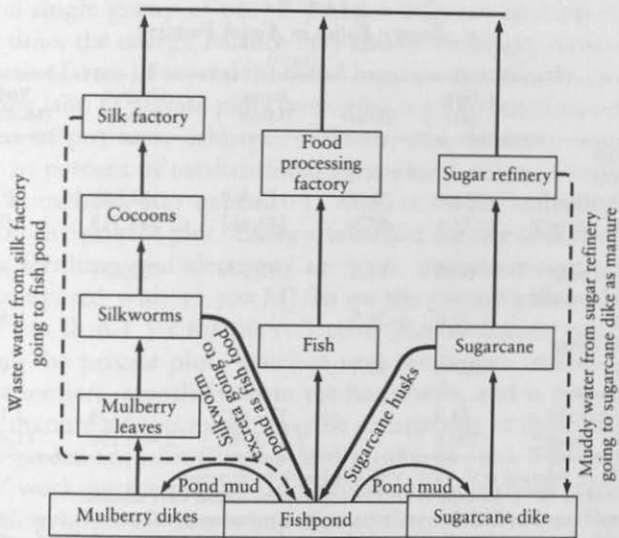 Silk factory
Food
processing
factory
Sugar refinery
Cocoons
Waste water from silk factory
going to fish pond
Silkworms
Fish
Sugarcane
Silkworm
excreta going to
pond as fish food
Sugarcane husks
Muddy water from sugar refinery
going to sugarcane dike as manure
Mulberry
leaves
Pond mud
Pond mud
Mulberry dikes
Fishpond
Sugarcane dike